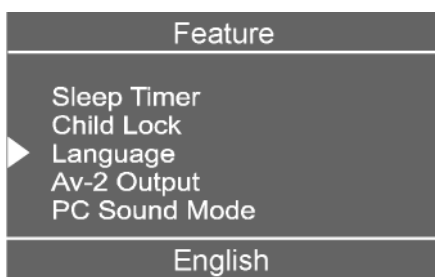 Feature
Sleep Timer
Child Lock
Language
Av-2 Output
PC Sound Mode
English